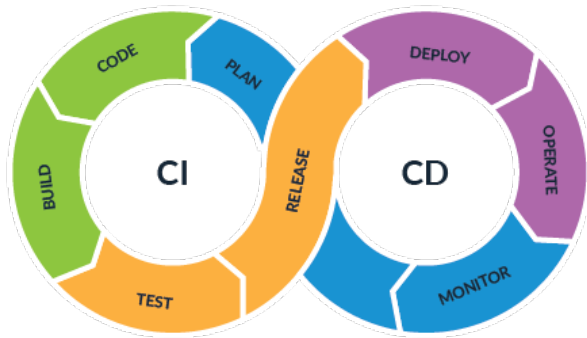 CODE
PLAN
BUILD
CI
TEST
RELEASE
DEPLOY
OPERATE
CD
MONITOR